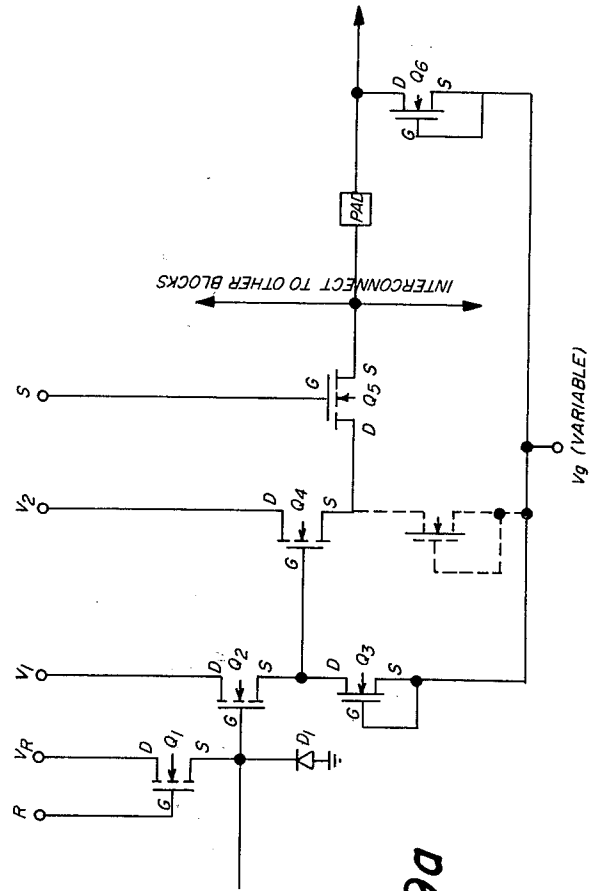 R
VR
V1
V2
S
D
Q1
G
S
D
Q2
G
S
D1
D
Q3
G
S
D
Q4
G
S
G
D
Q5
S
INTERCONNECT TO OTHER BLOCKS
PAD
D
Q6
G
S
Vg (VARIABLE)
9a